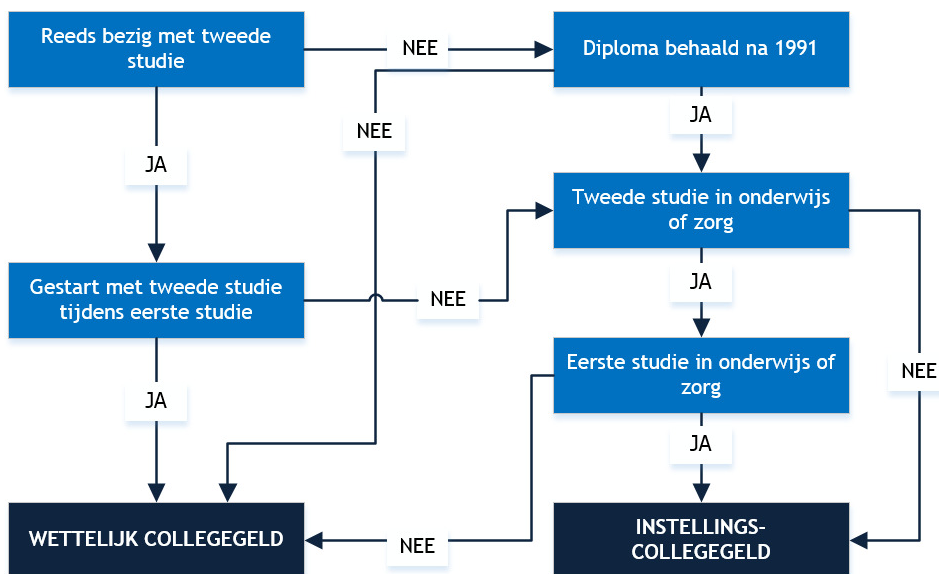 Reeds bezig met tweede
studie
NEE
Diploma behaald na 1991
JA
NEE
JA
Tweede studie in onderwijs
of zorg
Gestart met tweede studie
tijdens eerste studie
NEE
JA
Eerste studie in onderwijs of
zorg
NEE
JA
JA
WETTELIJK COLLEGEGELD
NEE
INSTELLINGS-
COLLEGEGELD